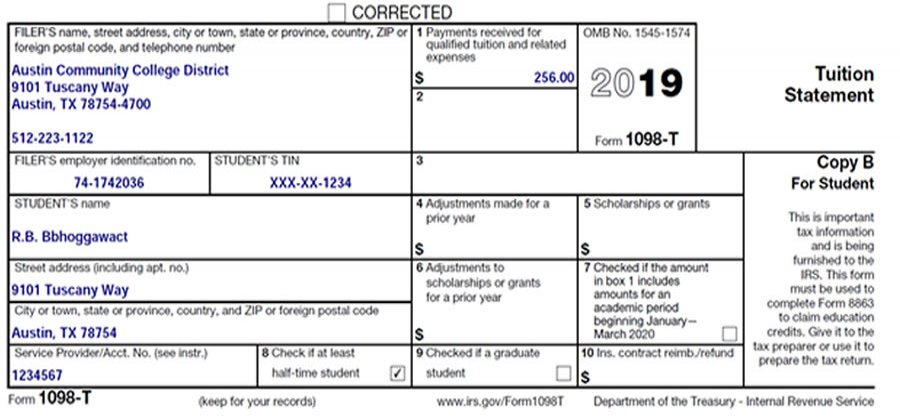 CORRECTED
FILER'S name, street address, city or town, state or province, country, ZIP or
foreign postal code, and telephone number
Austin Community College District
9101 Tuscany Way
Austin, TX 78754-4700
512-223-1122
1 Payments received for
qualified tuition and related
expenses
$ 256.00
2
OMB No. 1545-1574
2019
Form 1098-T
Tuition
Statement
FILER'S employer identification no.
74-1742036
STUDENT'S TIN
XXX-XX-1234
3
Copy B
For Student
This is important
tax information
and is being
furnished to the
IRS. This form
must be used to
complete Form 8863
to claim education
credits. Give it to the
tax preparer or use it to
prepare the tax return.
STUDENT'S name
R.B. Bbhoggawact
4 Adjustments made for a
prior year
$
5 Scholarships or grants
$
Street address (including apt. no.)
9101 Tuscany Way
City or town, state or province, country, and ZIP or foreign postal code
Austin, TX 78754
6 Adjustments to
scholarships or grants
for a prior year
$
7 Checked if the amount
in box 1 includes
amounts for an
academic period
beginning January–
March 2020
Service Provider/Acct. No. (see instr.)
1234567
8 Check if at least
half-time student ✓
9 Checked if a graduate
student
10 Ins. contract reimb./refund
$
Form 1098-T
(keep for your records)
www.irs.gov/Form1098T
Department of the Treasury - Internal Revenue Service